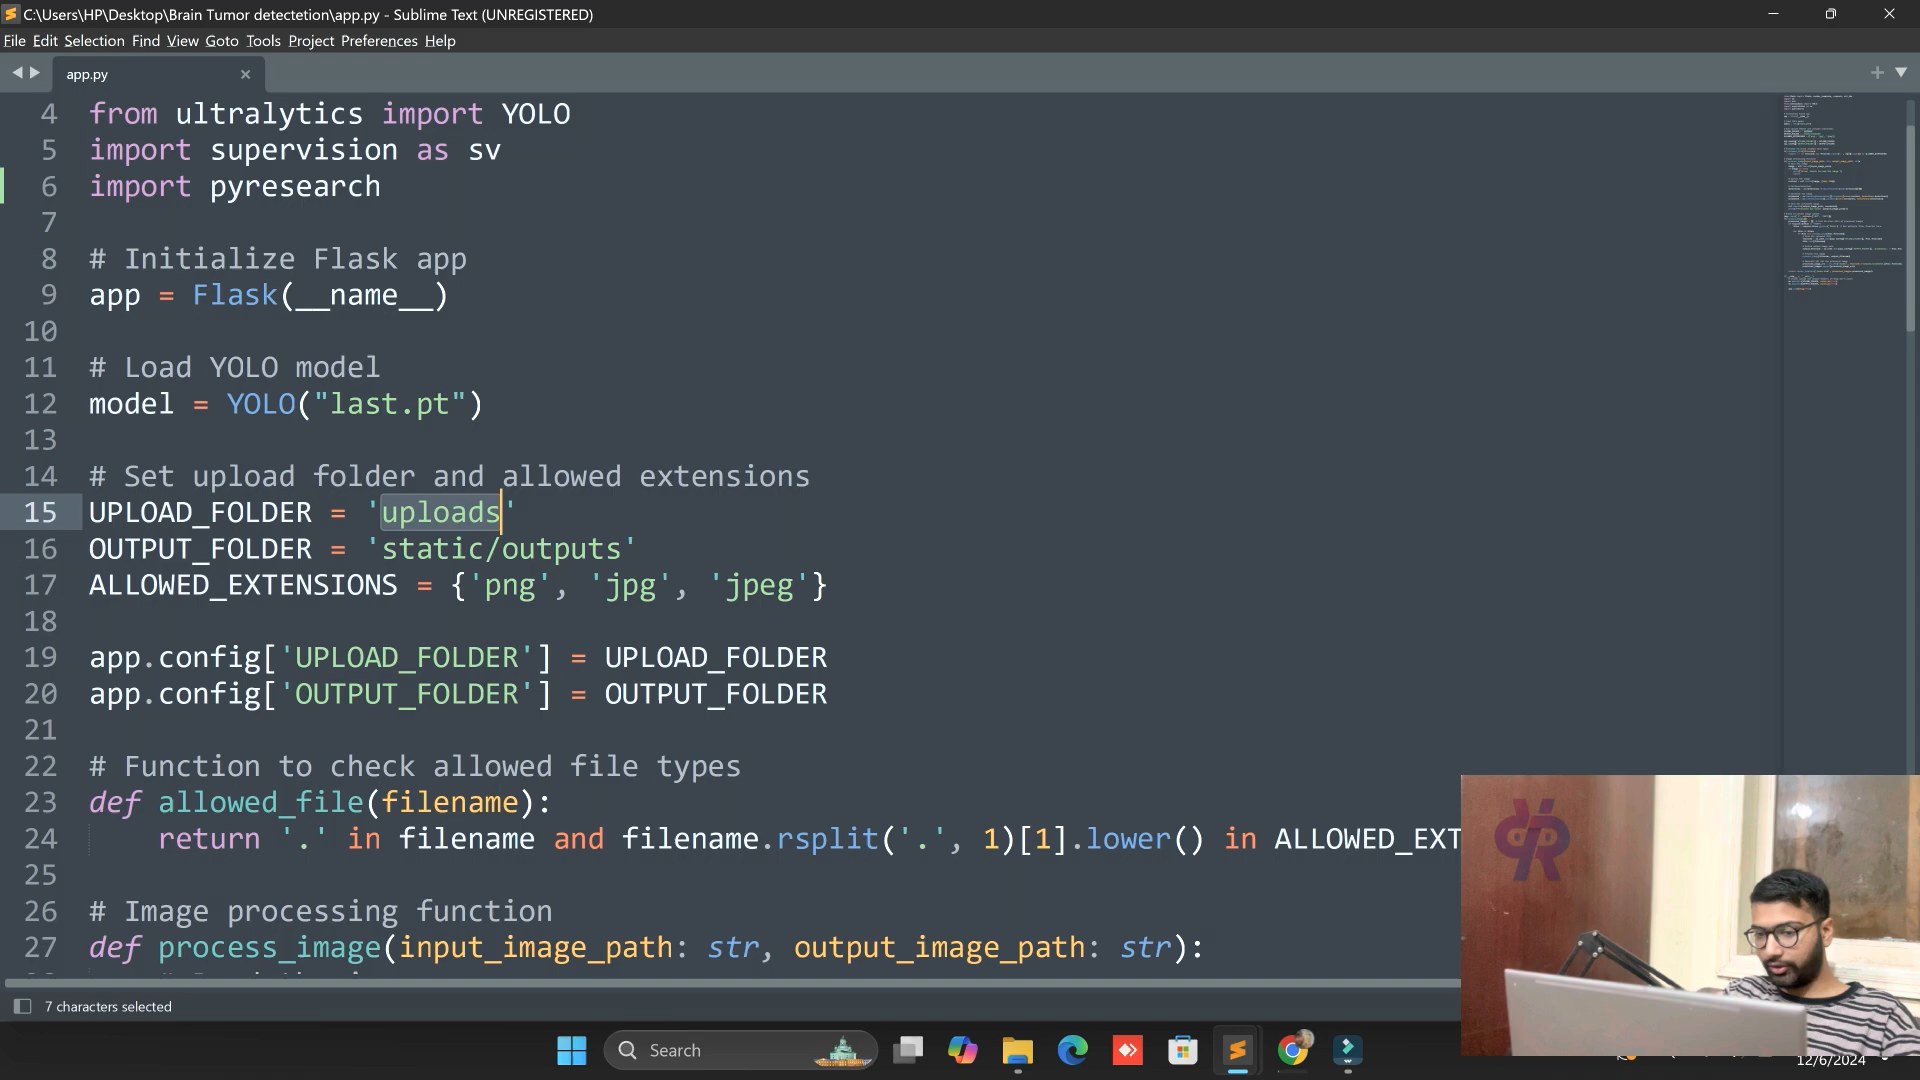 C:\Users\HP\Desktop\Brain Tumor detectetion\app.py - Sublime Text (UNREGISTERED)
File Edit Selection Find View Goto Tools Project Preferences Help
app.py
4 from ultralytics import YOLO
5 import supervision as sv
6 import pyresearch
7
8 # Initialize Flask app
9 app = Flask(__name__)
10
11 # Load YOLO model
12 model = YOLO("last.pt")
13
14 # Set upload folder and allowed extensions
15 UPLOAD_FOLDER = 'uploads'
16 OUTPUT_FOLDER = 'static/outputs'
17 ALLOWED_EXTENSIONS = {'png', 'jpg', 'jpeg'}
18
19 app.config['UPLOAD_FOLDER'] = UPLOAD_FOLDER
20 app.config['OUTPUT_FOLDER'] = OUTPUT_FOLDER
21
22 # Function to check allowed file types
23 def allowed_file(filename):
24 return '.' in filename and filename.rsplit('.', 1)[1].lower() in ALLOWED_EXT
25
26 # Image processing function
27 def process_image(input_image_path: str, output_image_path: str):
7 characters selected
Search
12/6/2024